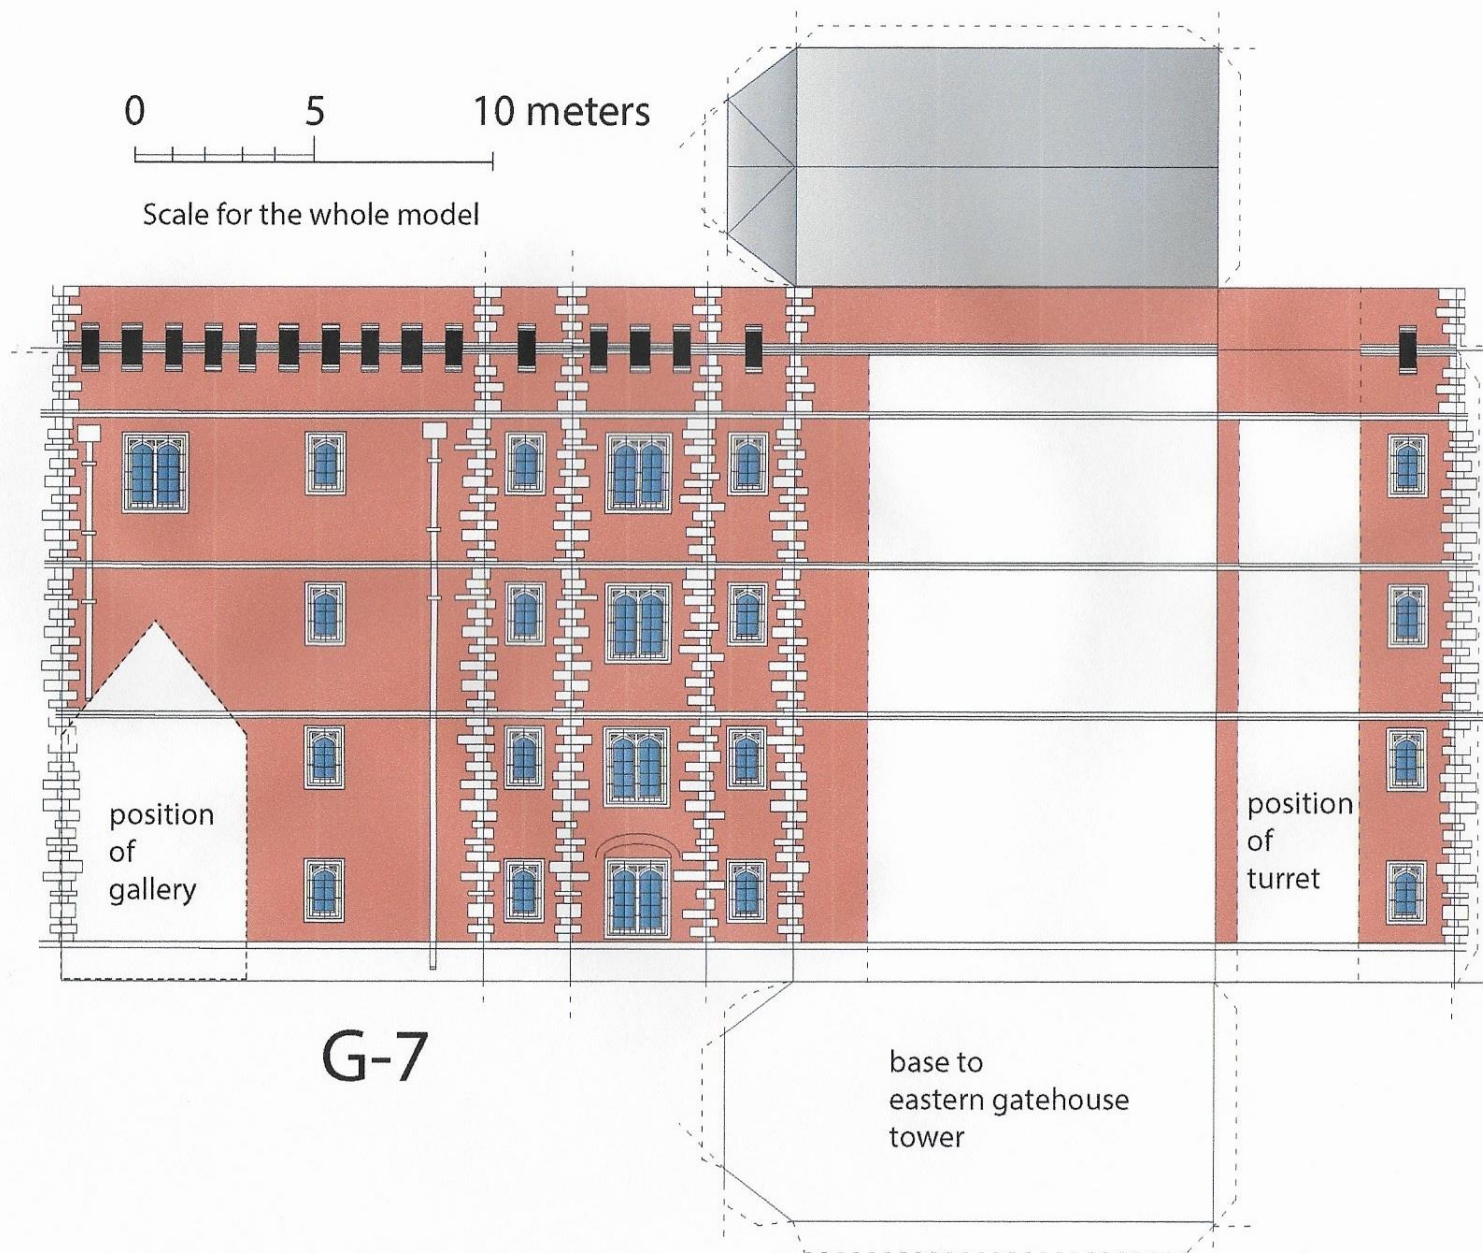 0 5 10 meters
Scale for the whole model
position
of
gallery
position
of
turret
G-7
base to
eastern gatehouse
tower